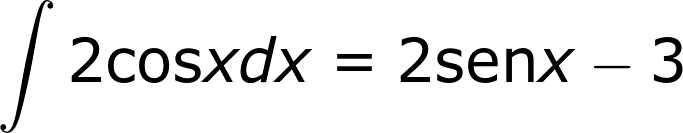 ∫ 2cosxdx = 2senx − 3